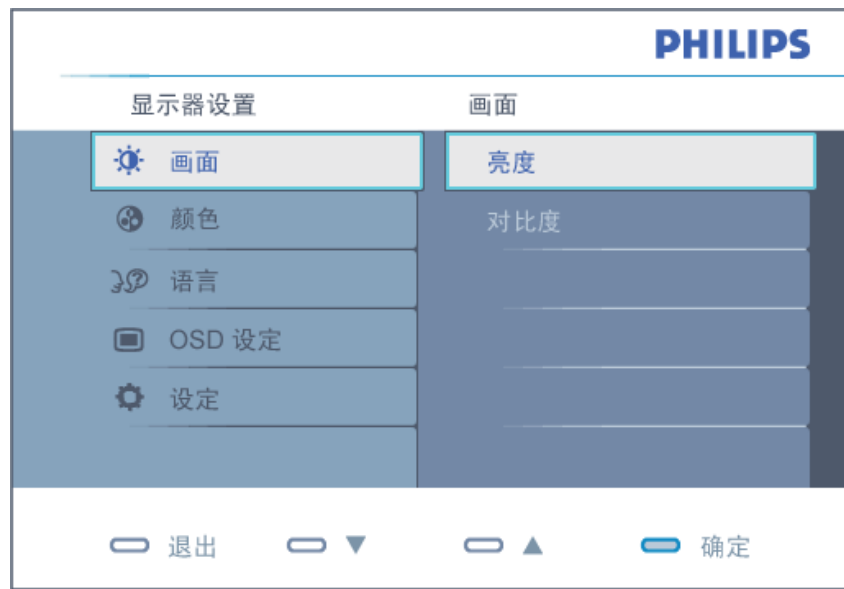 PHILIPS
显示器设置 画面
画面 亮度
颜色 对比度
语言
OSD 设定
设定
退出 ▼ ▲ 确定